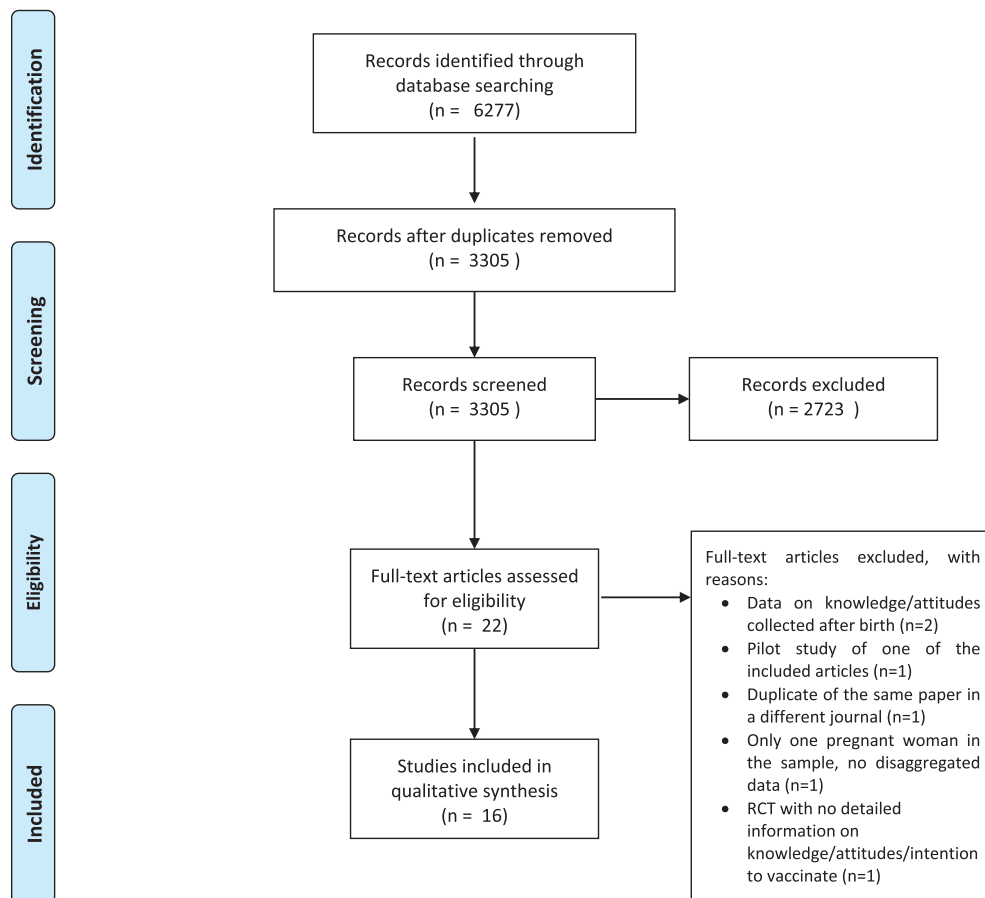 Identification
Records identified through
database searching
(n =   6277)
Records after duplicates removed
(n =  3305 )
Screening
Records screened
(n =  3305 )
Records excluded
(n = 2723  )
Eligibility
Full-text articles assessed
for eligibility
(n =  22)
Full-text articles excluded, with
reasons:
• Data on knowledge/attitudes
collected after birth (n=2)
• Pilot study of one of the
included articles (n=1)
• Duplicate of the same paper in
a different journal (n=1)
• Only one pregnant woman in
the sample, no disaggregated
data (n=1)
• RCT with no detailed
information on
knowledge/attitudes/intention
to vaccinate (n=1)
Included
Studies included in
qualitative synthesis
(n =  16)